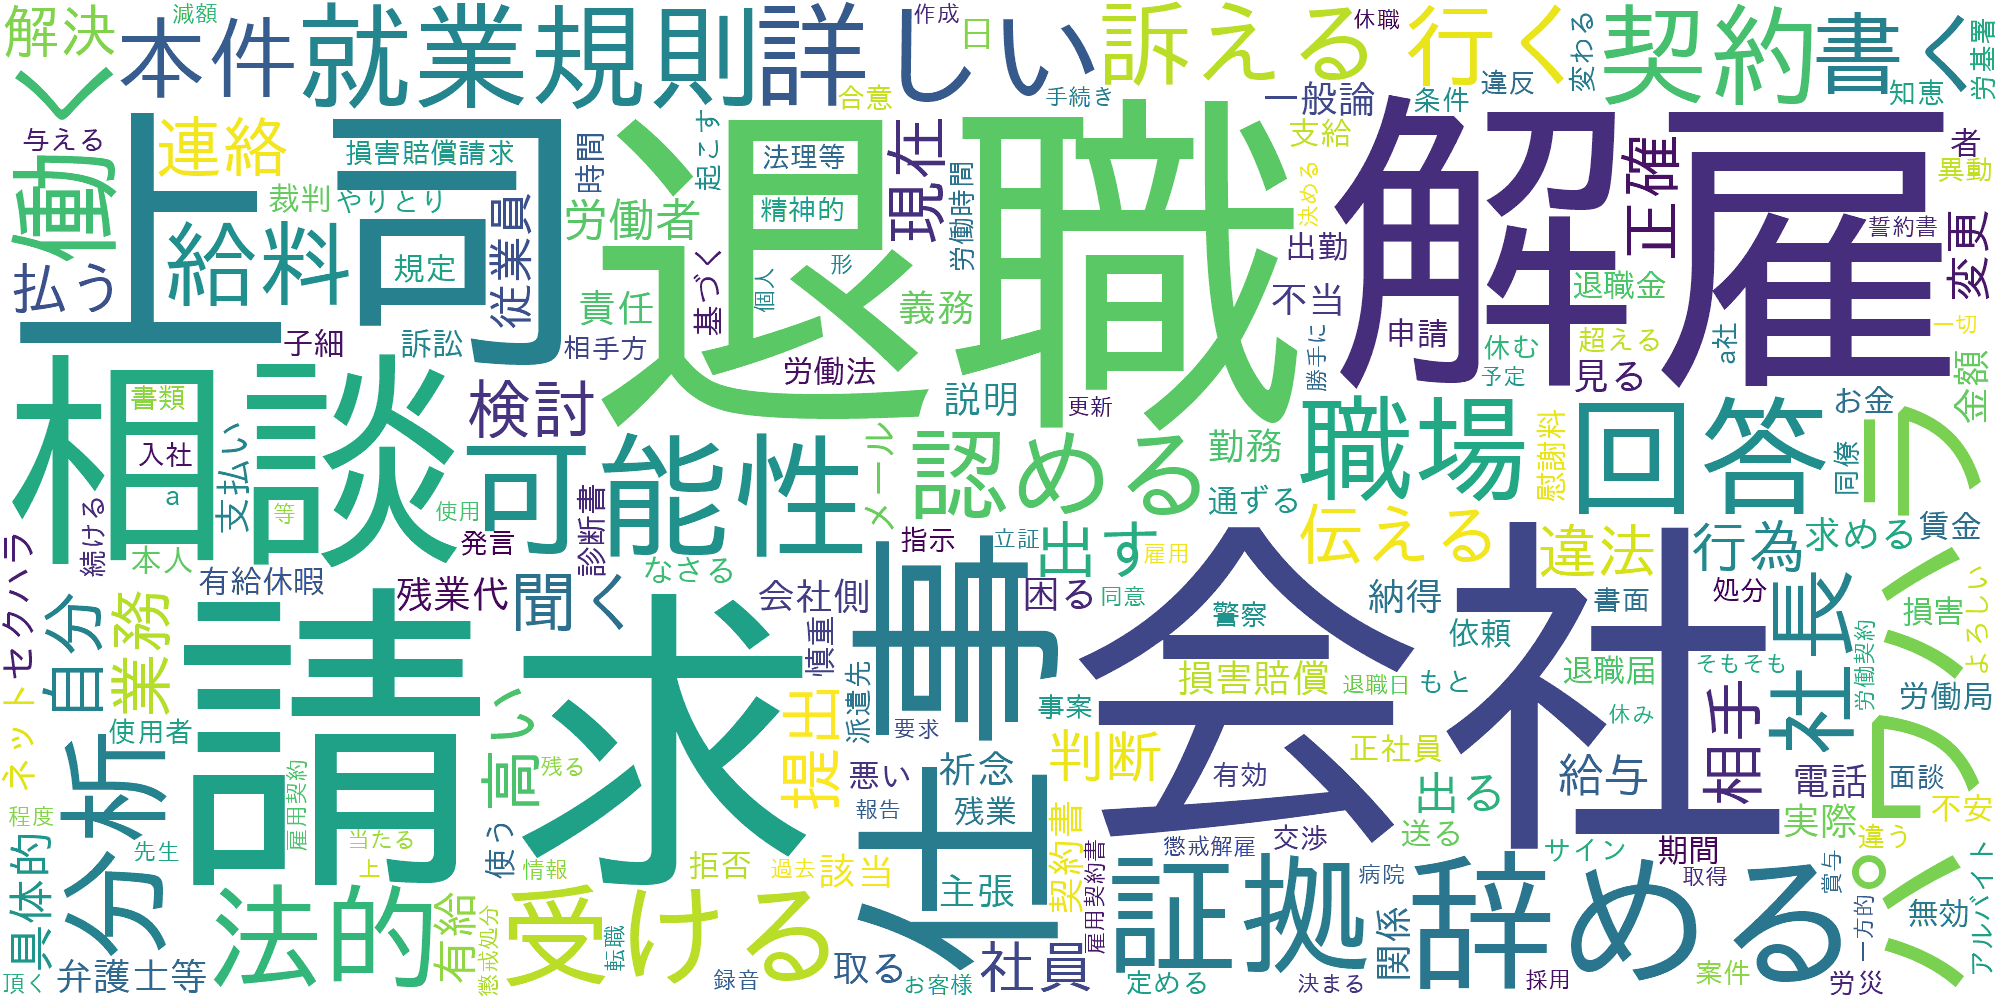 減額
作成
休職
解決
本件
就業規則
詳しい
日
訴える
行く
契約
書く
変わる
労基署
く
連絡
与える
合意
手続き
一般論
条件
違反
知恵
働く
上司
損害賠償請求
退職
起こす
法理等
現在
支給
解雇
正確
者
異動
裁判
やりとり
時間
労働者
精神的
労働時間
決める
出勤
変更
誓約書
払う
給料
規定
従業員
責任
基づく
個人
形
義務
不当
申請
退職金
一切
子細
訴訟
相手方
労働法
説明
更新
勝手に
予定
休む
超える
見る
a社
金額
相談
書類
入社
a
等
支払い
検討
可能性
メール
認める
勤務
通ずる
職場
慰謝料
回答
お金
同僚
パワハラ
続ける
本人
有給休暇
使用
発言
診断書
指示
立証
なさる
出す
雇用
伝える
違法
行為
求める
賃金
セクハラ
自分
業務
請求
残業代
聞く
会社側
仕事
困る
同意
会社
納得
警察
依頼
書面
処分
社長
損害
よろしい
ネット
使用者
高い
提出
慎重
派遣先
要求
事案
損害賠償
退職日
もと
退職届
そもそも
休み
相手
労働契約
労働局
分析
雇用契約
残る
悪い
祈念
判断
有効
正社員
出る
給与
電話
面談
不安
程度
先生
当たる
上
使う
情報
拒否
過去
該当
報告
残業
契約書
懲戒解雇
交渉
送る
サイン
期間
実際
違う
具体的
法的
有給
受ける
主張
雇用契約書
証拠
病院
関係
辞める
取得
賞与
一方的
無効
アルバイト
頂く
弁護士等
懲戒処分
転職
録音
取る
お客様
社員
定める
決まる
採用
案件
労災